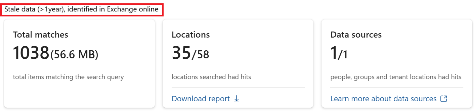 Stale data (>1year), identified in Exchange online
Total matches
1038(56.6 MB)
total items matching the search query
Locations
35/58
locations searched had hits
Download report ↓
Data sources
1/1
people, groups and tenant locations had hits
Learn more about data sources